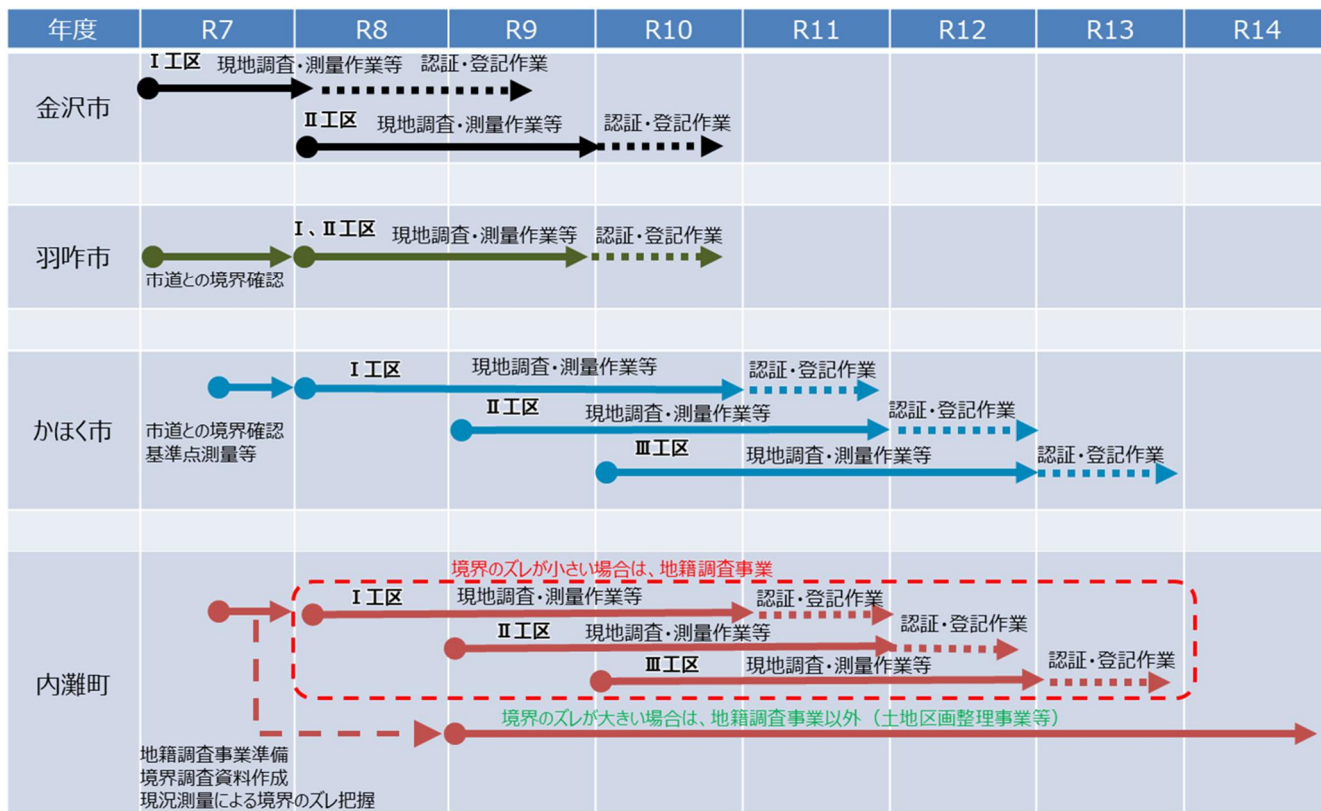 年度 R7 R8 R9 R10 R11 R12 R13 R14
金沢市
Ⅰ工区 現地調査・測量作業等 認証・登記作業
Ⅱ工区 現地調査・測量作業等 認証・登記作業
羽咋市
Ⅰ、Ⅱ工区 現地調査・測量作業等 認証・登記作業
市道との境界確認
かほく市
Ⅰ工区 現地調査・測量作業等 認証・登記作業
Ⅱ工区 現地調査・測量作業等 認証・登記作業
市道との境界確認
基準点測量等
Ⅲ工区 現地調査・測量作業等 認証・登記作業
内灘町
境界のズレが小さい場合は、地籍調査事業
Ⅰ工区 現地調査・測量作業等 認証・登記作業
Ⅱ工区 現地調査・測量作業等 認証・登記作業
Ⅲ工区 現地調査・測量作業等 認証・登記作業
境界のズレが大きい場合は、地籍調査事業以外（土地区画整理事業等）
地籍調査事業準備
境界調査資料作成
現況測量による境界のズレ把握